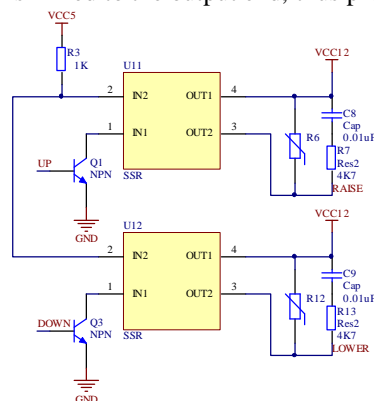 VCC5
R3
1K
U11
VCC12
2 IN2 OUT1 4
1 IN1 OUT2 3
C8
Cap
0.01uF
R6
R7
Res2
4K7
RAISE
UP
Q1
NPN
SSR
GND
U12
VCC12
2 IN2 OUT1 4
1 IN1 OUT2 3
C9
Cap
0.01uF
R12
R13
Res2
4K7
LOWER
DOWN
Q3
NPN
SSR
GND